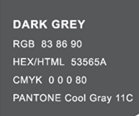 DARK GREY
RGB 83 86 90
HEX/HTML 53565A
CMYK 0 0 0 80
PANTONE Cool Gray 11C